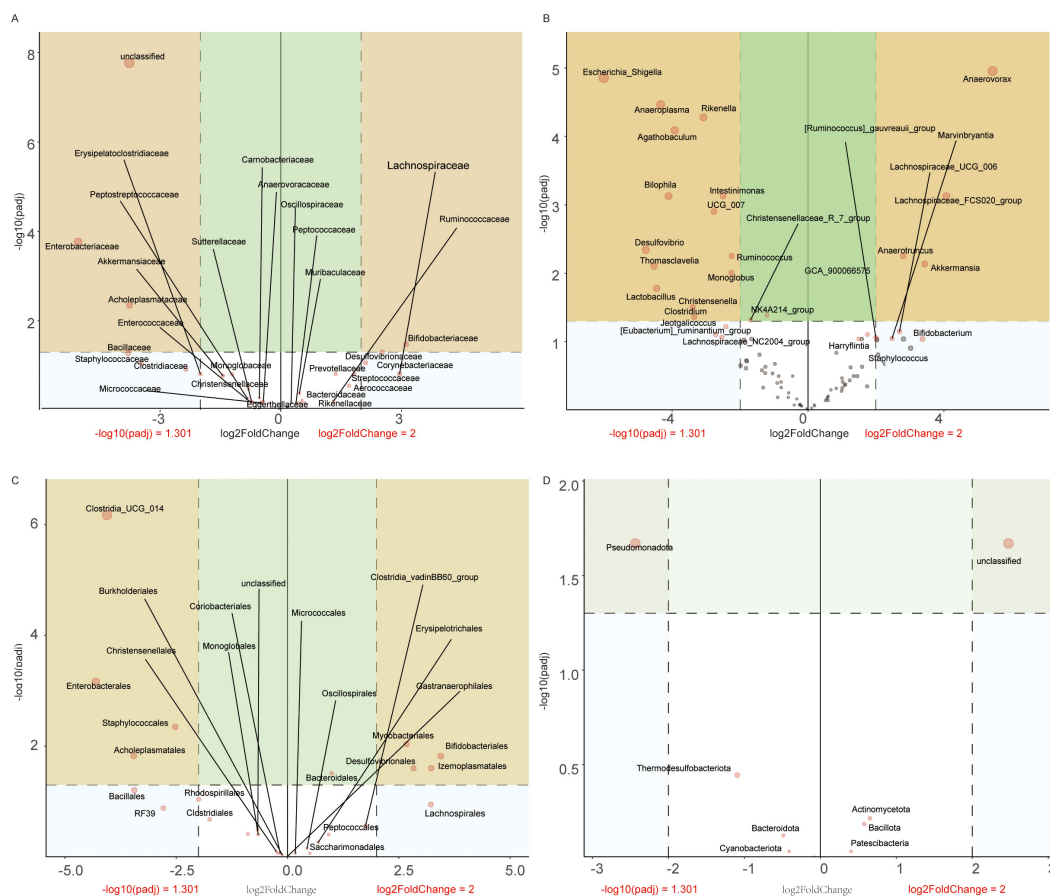 A
8
6
4
2
-log10(padj)
unclassified
Erysipelatoclostridiaceae
Carnobacteriaceae
Lachnospiraceae
Anaerovoracaceae
Peptostreptococcaceae
Oscillospiraceae
Ruminococcaceae
Peptococcaceae
Enterobacteriaceae
Sutterellaceae
Akkermansiaceae
Muribaculaceae
Acholeplasmataceae
Enterococcaceae
Bifidobacteriaceae
Bacillaceae
Staphylococcaceae
Desulfovibrionaceae
Clostridiaceae
Monoglobaceae
Prevotellaceae
Corynebacteriaceae
Streptococcaceae
Christensenellaceae
Micrococcaceae
Aerococcaceae
Bacteroidaceae
Eggerthellaceae
Rikenellaceae
-3
0
3
-log10(padj) = 1.301
log2FoldChange
log2FoldChange = 2
B
5
4
3
2
1
-log10(padj)
Escherichia_Shigella
Anaerovorax
Anaeroplasma
Rikenella
Agathobaculum
[Ruminococcus]_gauvreauii_group
Marvinbryantia
Lachnospiraceae_UCG_006
Bilophila
Intestinimonas
UCG_007
Lachnospiraceae_FCS020_group
Christensenellaceae_R_7_group
Desulfovibrio
Ruminococcus
Anaerotruncus
Thomasclavelia
Monoglobus
GCA_900066575
Akkermansia
Lactobacillus
Christensenella
Clostridium
NK4A214_group
Jeotgalicoccus
[Eubacterium]_ruminantium_group
Bifidobacterium
Lachnospiraceae_NC2004_group
Harryflintia
Staphylococcus
-4
0
4
-log10(padj) = 1.301
log2FoldChange
log2FoldChange = 2
C
6
4
2
-log10(padj)
Clostridia_UCG_014
unclassified
Clostridia_vadinBB60_group
Burkholderiales
Coriobacteriales
Micrococcales
Erysipelotrichales
Christensenellales
Monoglobales
Enterobacterales
Oscillospirales
Gastranaerophilales
Staphylococcales
Mycobacteriales
Acholeplasmatales
Bifidobacteriales
Desulfovibrionales
Izemoplasmatales
Bacteroidales
Bacillales
Rhodospirillales
RF39
Clostridiales
Lachnospirales
Peptococcales
Saccharimonadales
-5.0
-2.5
0.0
2.5
5.0
-log10(padj) = 1.301
log2FoldChange
log2FoldChange = 2
D
2.0
1.5
1.0
0.5
-log10(padj)
Pseudomonadota
unclassified
Thermodesulfobacteriota
Actinomycetota
Bacteroidota
Bacillota
Cyanobacteriota
Patescibacteria
-3
-2
-1
0
1
2
3
-log10(padj) = 1.301
log2FoldChange
log2FoldChange = 2